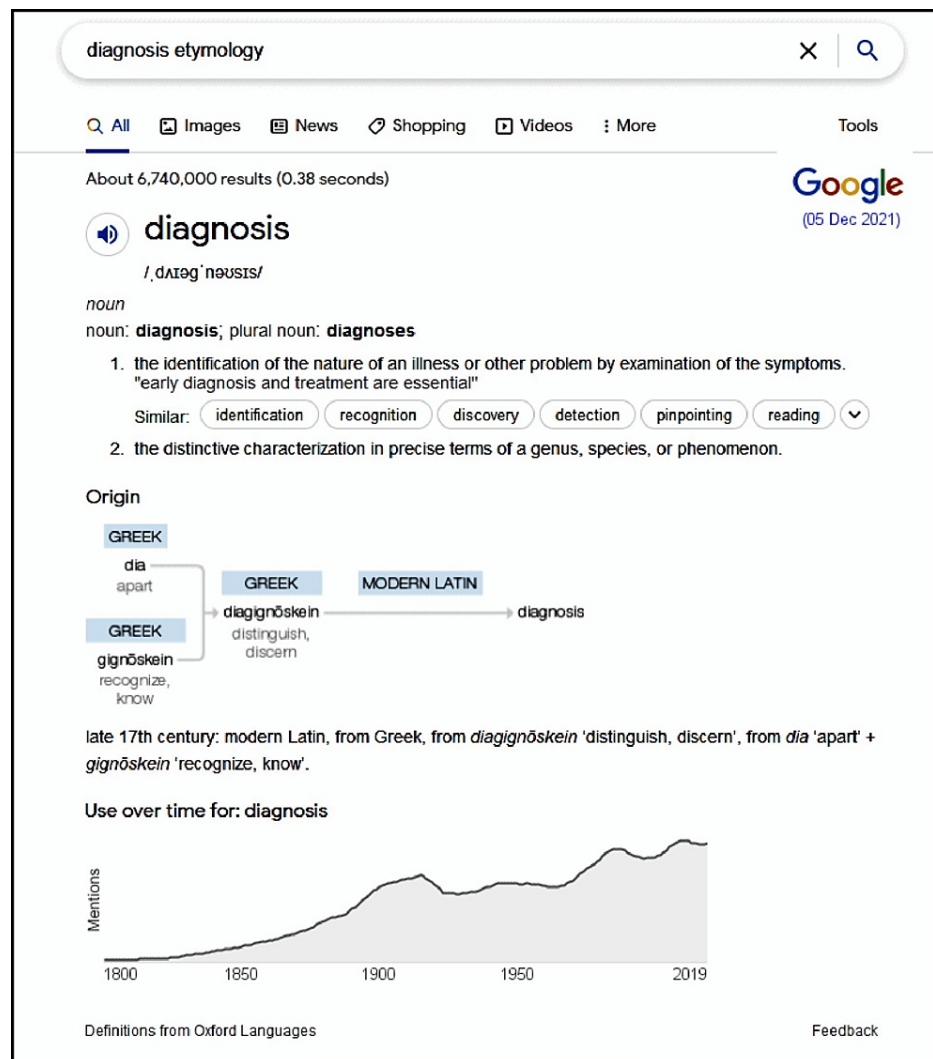 diagnosis etymology
All Images News Shopping Videos More Tools
About 6,740,000 results (0.38 seconds)
Google
(05 Dec 2021)
diagnosis
/ˌdʌɪəɡˈnəʊsɪs/
noun
noun: diagnosis; plural noun: diagnoses
1. the identification of the nature of an illness or other problem by examination of the symptoms.
"early diagnosis and treatment are essential"
Similar: identification recognition discovery detection pinpointing reading
2. the distinctive characterization in precise terms of a genus, species, or phenomenon.
Origin
GREEK
dia
apart
GREEK
gignōskein
recognize,
know
GREEK
diagignōskein
distinguish,
discern
MODERN LATIN
diagnosis
late 17th century: modern Latin, from Greek, from diagignōskein 'distinguish, discern', from dia 'apart' +
gignōskein 'recognize, know'.
Use over time for: diagnosis
Mentions
1800 1850 1900 1950 2019
Definitions from Oxford Languages Feedback